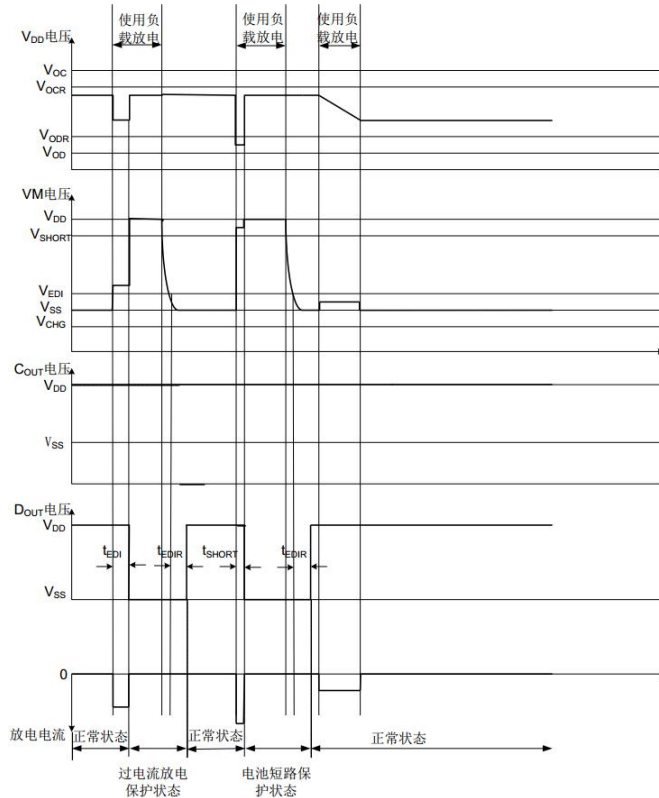 使用负
载放电
使用负
载放电
使用负
载放电
VDD电压
VOC
VOCR
VODR
VOD
VM电压
VDD
VSHORT
VEDI
VSS
VCHG
COUT电压
VDD
VSS
DOUT电压
VDD
tEDI
tEDIR
tSHORT
tEDIR
VSS
0
放电电流
正常状态
正常状态
正常状态
过电流放电
保护状态
电池短路保
护状态